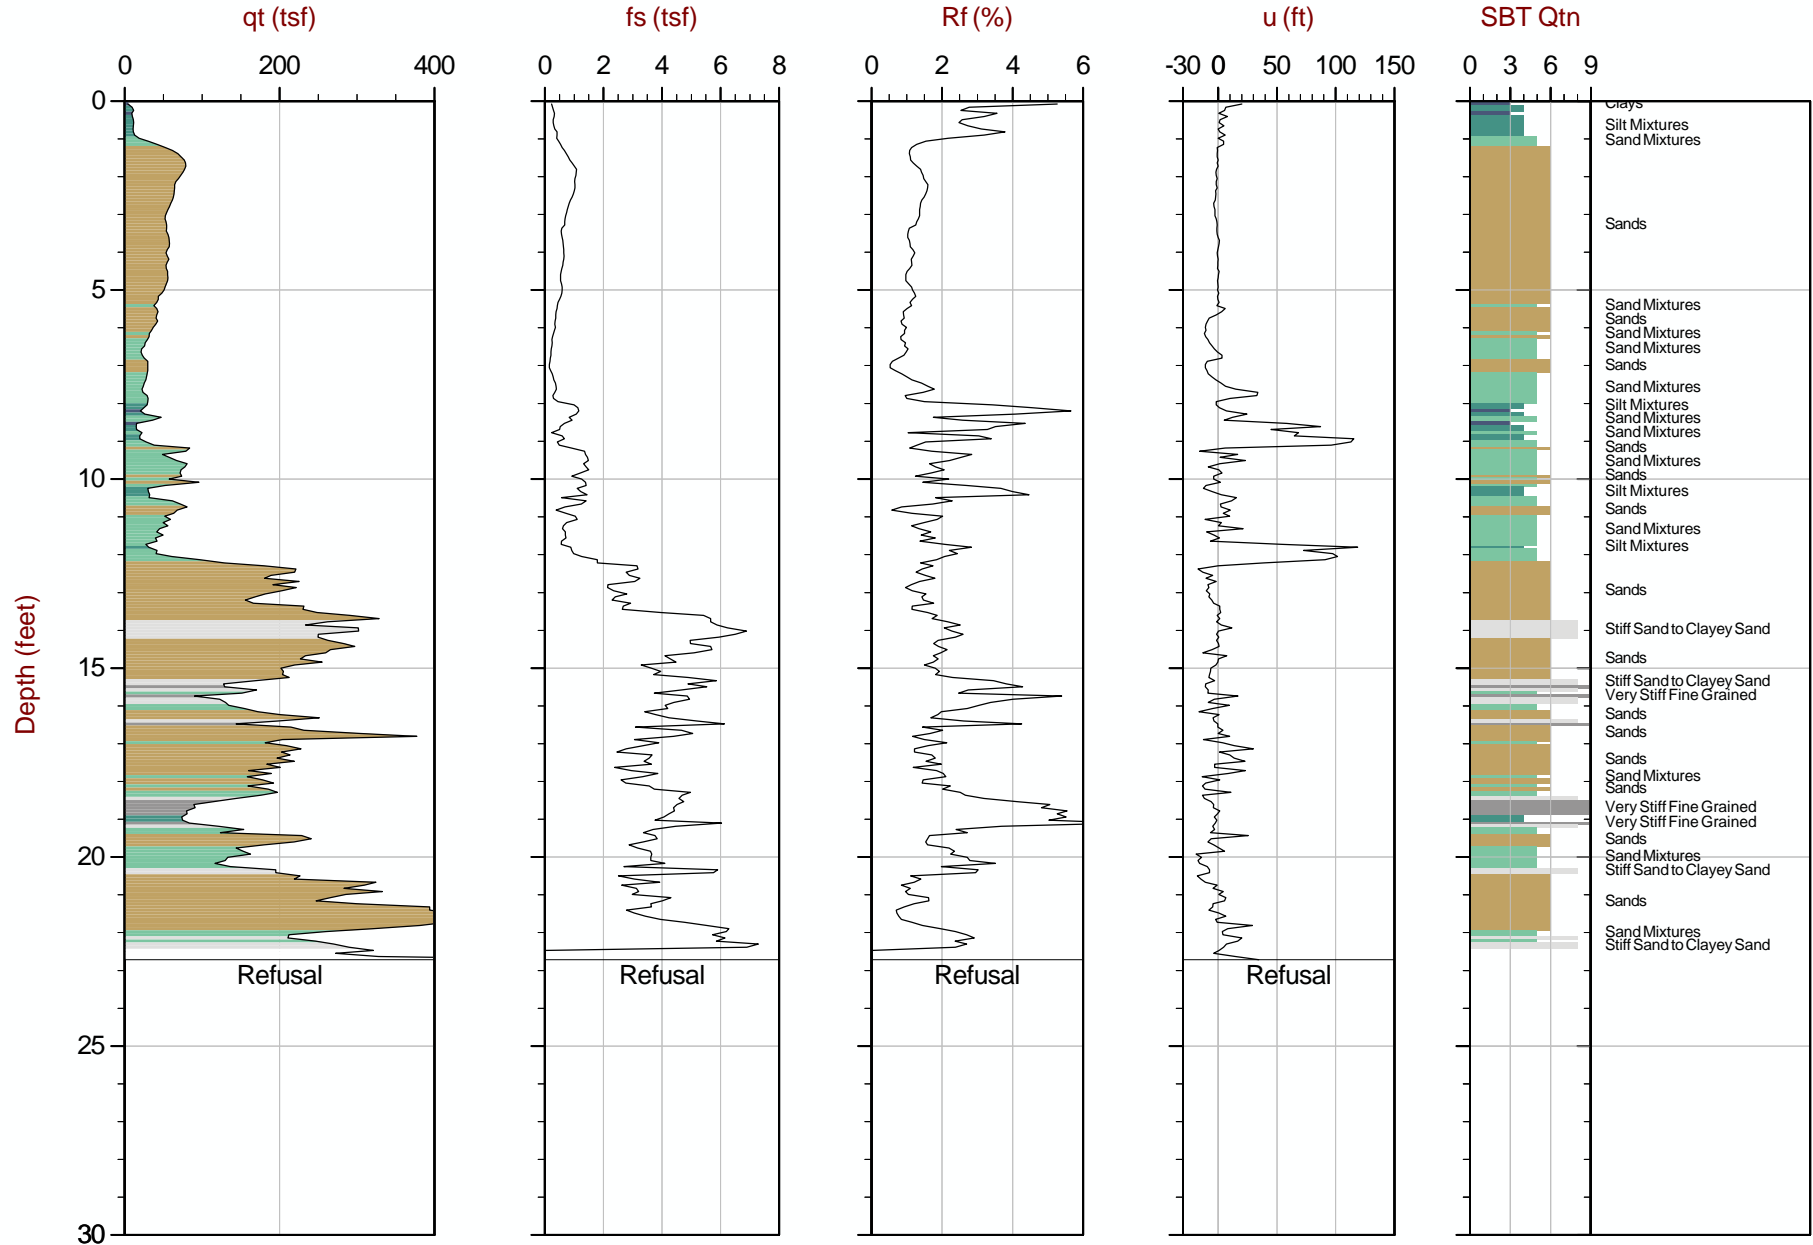 qt (tsf) fs (tsf) Rf (%) u (ft) SBT Qtn
0 200 400 0 2 4 6 8 0 2 4 6 -30 0 50 100 150 0 3 6 9
0
Clays
Silt Mixtures
Sand Mixtures
Sands
5
Sand Mixtures
Sands
Sand Mixtures
Sand Mixtures
Sands
Sand Mixtures
Silt Mixtures
Sand Mixtures
Sand Mixtures
Sands
Sand Mixtures
Sands
10
Silt Mixtures
Sands
Sand Mixtures
Silt Mixtures
Sands
Stiff Sand to Clayey Sand
Sands
15
Depth (feet)
Stiff Sand to Clayey Sand
Very Stiff Fine Grained
Sands
Sands
Sands
Sand Mixtures
Sands
Very Stiff Fine Grained
Very Stiff Fine Grained
Sands
20
Sand Mixtures
Stiff Sand to Clayey Sand
Sands
Sand Mixtures
Stiff Sand to Clayey Sand
Refusal Refusal Refusal Refusal
25
30